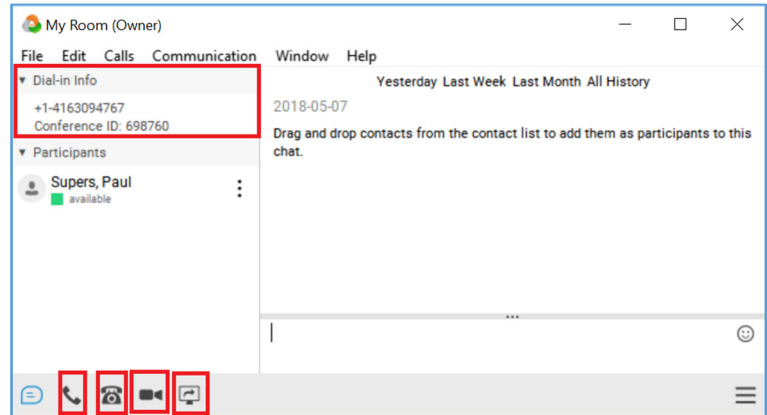 My Room (Owner)
File Edit Calls Communication Window Help
Dial-in Info
+1-4163094767
Conference ID: 698760
Participants
Supers, Paul
available
Yesterday Last Week Last Month All History
2018-05-07
Drag and drop contacts from the contact list to add them as participants to this
chat.